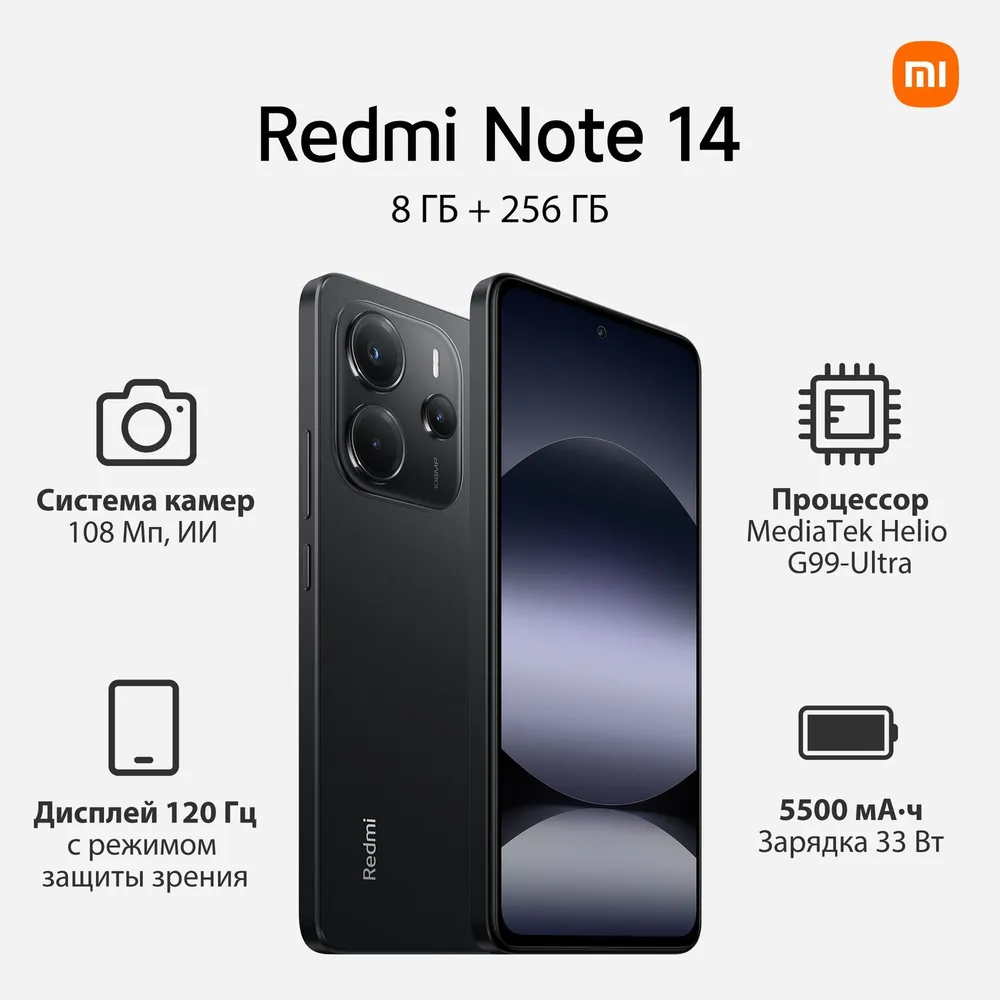 mi
Redmi Note 14
8 ГБ + 256 ГБ
Система камер
108 Мп, ИИ
Процессор
MediaTek Helio
G99-Ultra
108MP
Дисплей 120 Гц
с режимом
защиты зрения
5500 мА·ч
Зарядка 33 Вт
Redmi